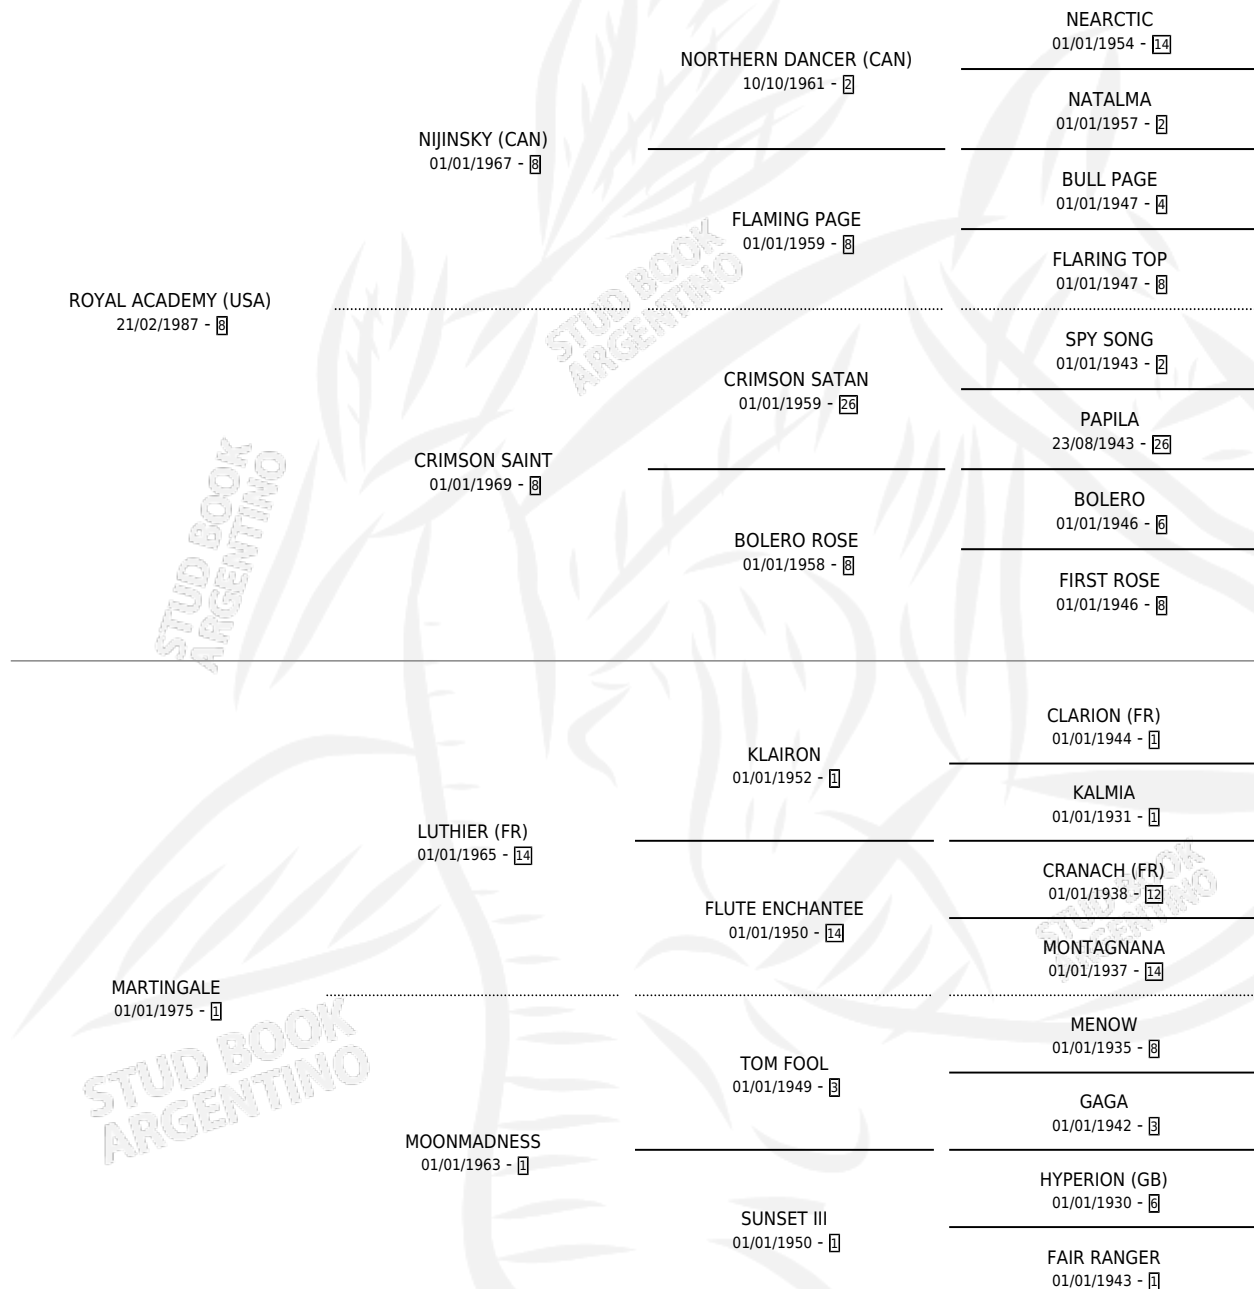 NEARCTIC
01/01/1954 - 14
NORTHERN DANCER (CAN)
10/10/1961 - 2
NATALMA
01/01/1957 - 2
NIJINSKY (CAN)
01/01/1967 - 8
BULL PAGE
01/01/1947 - 4
FLAMING PAGE
01/01/1959 - 8
FLARING TOP
01/01/1947 - 8
ROYAL ACADEMY (USA)
21/02/1987 - 8
SPY SONG
01/01/1943 - 2
CRIMSON SATAN
01/01/1959 - 26
PAPILA
23/08/1943 - 26
CRIMSON SAINT
01/01/1969 - 8
BOLERO
01/01/1946 - 6
BOLERO ROSE
01/01/1958 - 8
FIRST ROSE
01/01/1946 - 8
CLARION (FR)
01/01/1944 - 1
KLAIRON
01/01/1952 - 1
KALMIA
01/01/1931 - 1
LUTHIER (FR)
01/01/1965 - 14
CRANACH (FR)
01/01/1938 - 12
FLUTE ENCHANTEE
01/01/1950 - 14
MONTAGNANA
01/01/1937 - 14
MARTINGALE
01/01/1975 - 1
MENOW
01/01/1935 - 8
TOM FOOL
01/01/1949 - 3
GAGA
01/01/1942 - 3
MOONMADNESS
01/01/1963 - 1
HYPERION (GB)
01/01/1930 - 6
SUNSET III
01/01/1950 - 1
FAIR RANGER
01/01/1943 - 1
STUD BOOK
ARGENTINO
STUD BOOK
ARGENTINO
STUD BOOK
ARGENTINO
STUD BOOK
ARGENTINO